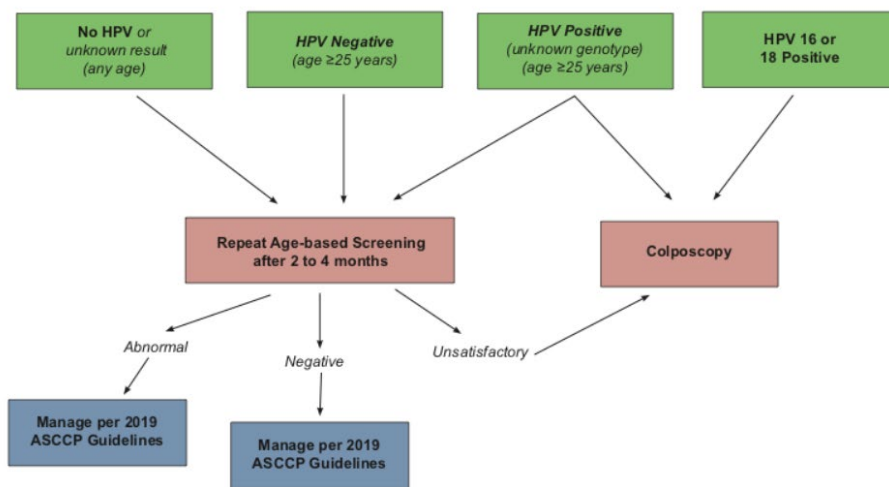 No HPV or
unknown result
(any age)
HPV Negative
(age ≥25 years)
HPV Positive
(unknown genotype)
(age ≥25 years)
HPV 16 or
18 Positive
Repeat Age-based Screening
after 2 to 4 months
Colposcopy
Abnormal
Negative
Unsatisfactory
Manage per 2019
ASCCP Guidelines
Manage per 2019
ASCCP Guidelines